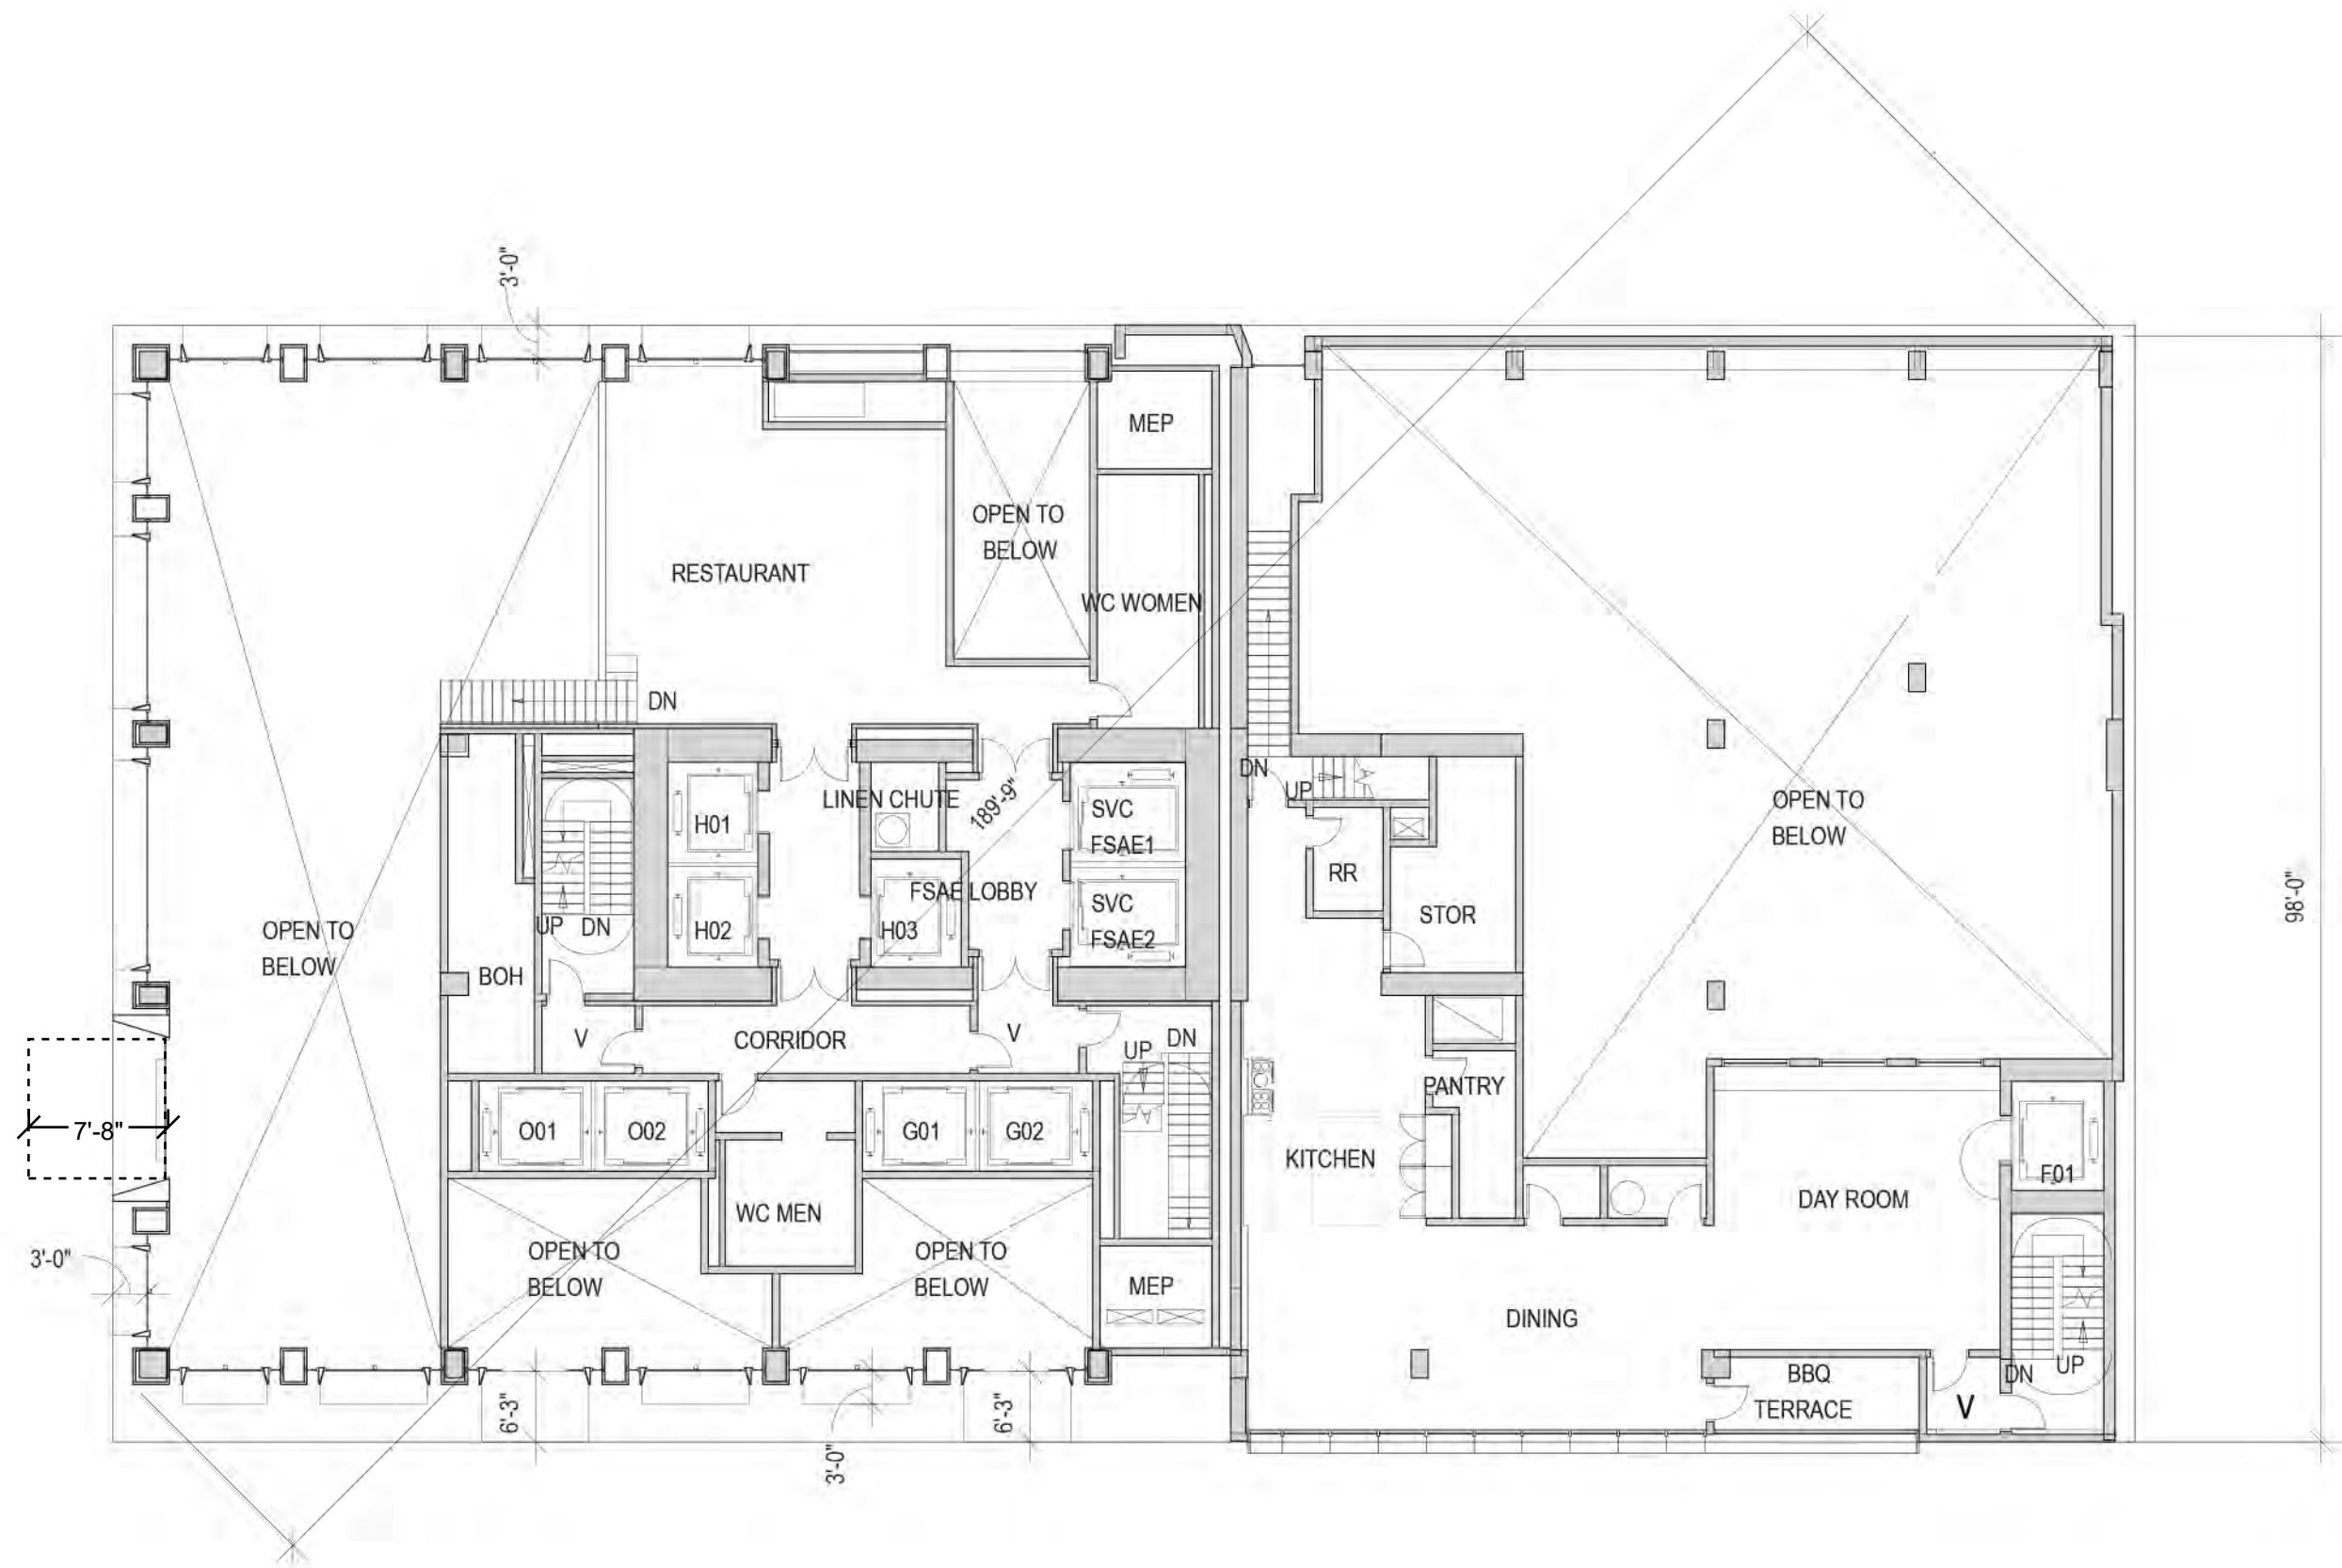 3'-0"
MEP
OPEN TO
BELOW
RESTAURANT
WC WOMEN
DN
DN
UP
LINEN CHUTE
189'-9"
H01
SVC
FSAE1
OPEN TO
BELOW
RR
FSAE LOBBY
98'-0"
H02
H03
SVC
FSAE2
STOR
UP
DN
OPEN TO
BELOW
BOH
V
CORRIDOR
V
UP
DN
PANTRY
7'-8"
O01
O02
G01
G02
KITCHEN
F01
DAY ROOM
WC MEN
3'-0"
OPEN TO
BELOW
OPEN TO
BELOW
MEP
DINING
BBQ
TERRACE
DN
UP
V
6'-3"
3'-0"
6'-3"